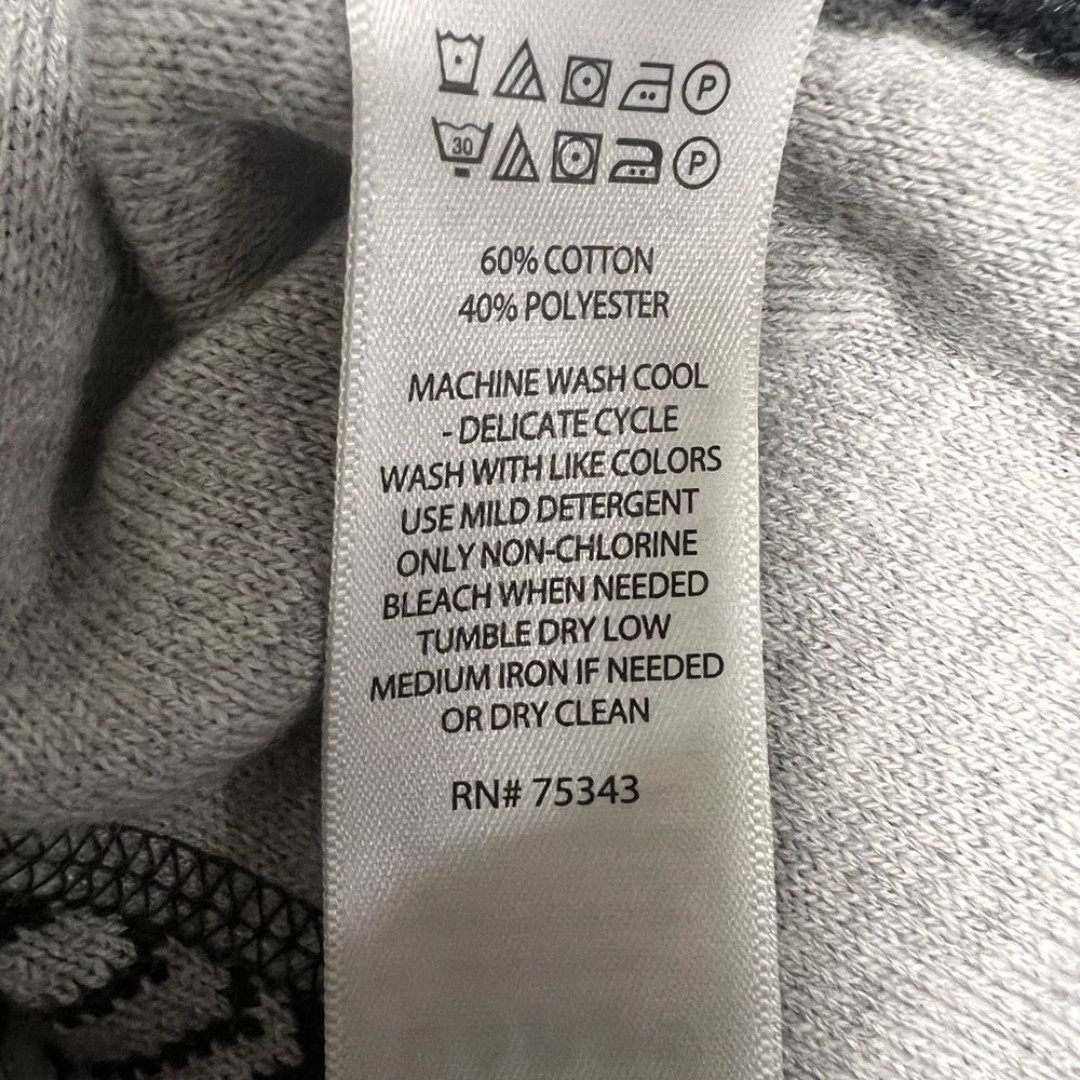 P
30 P
60% COTTON
40% POLYESTER
MACHINE WASH COOL
- DELICATE CYCLE
WASH WITH LIKE COLORS
USE MILD DETERGENT
ONLY NON-CHLORINE
BLEACH WHEN NEEDED
TUMBLE DRY LOW
MEDIUM IRON IF NEEDED
OR DRY CLEAN
RN# 75343